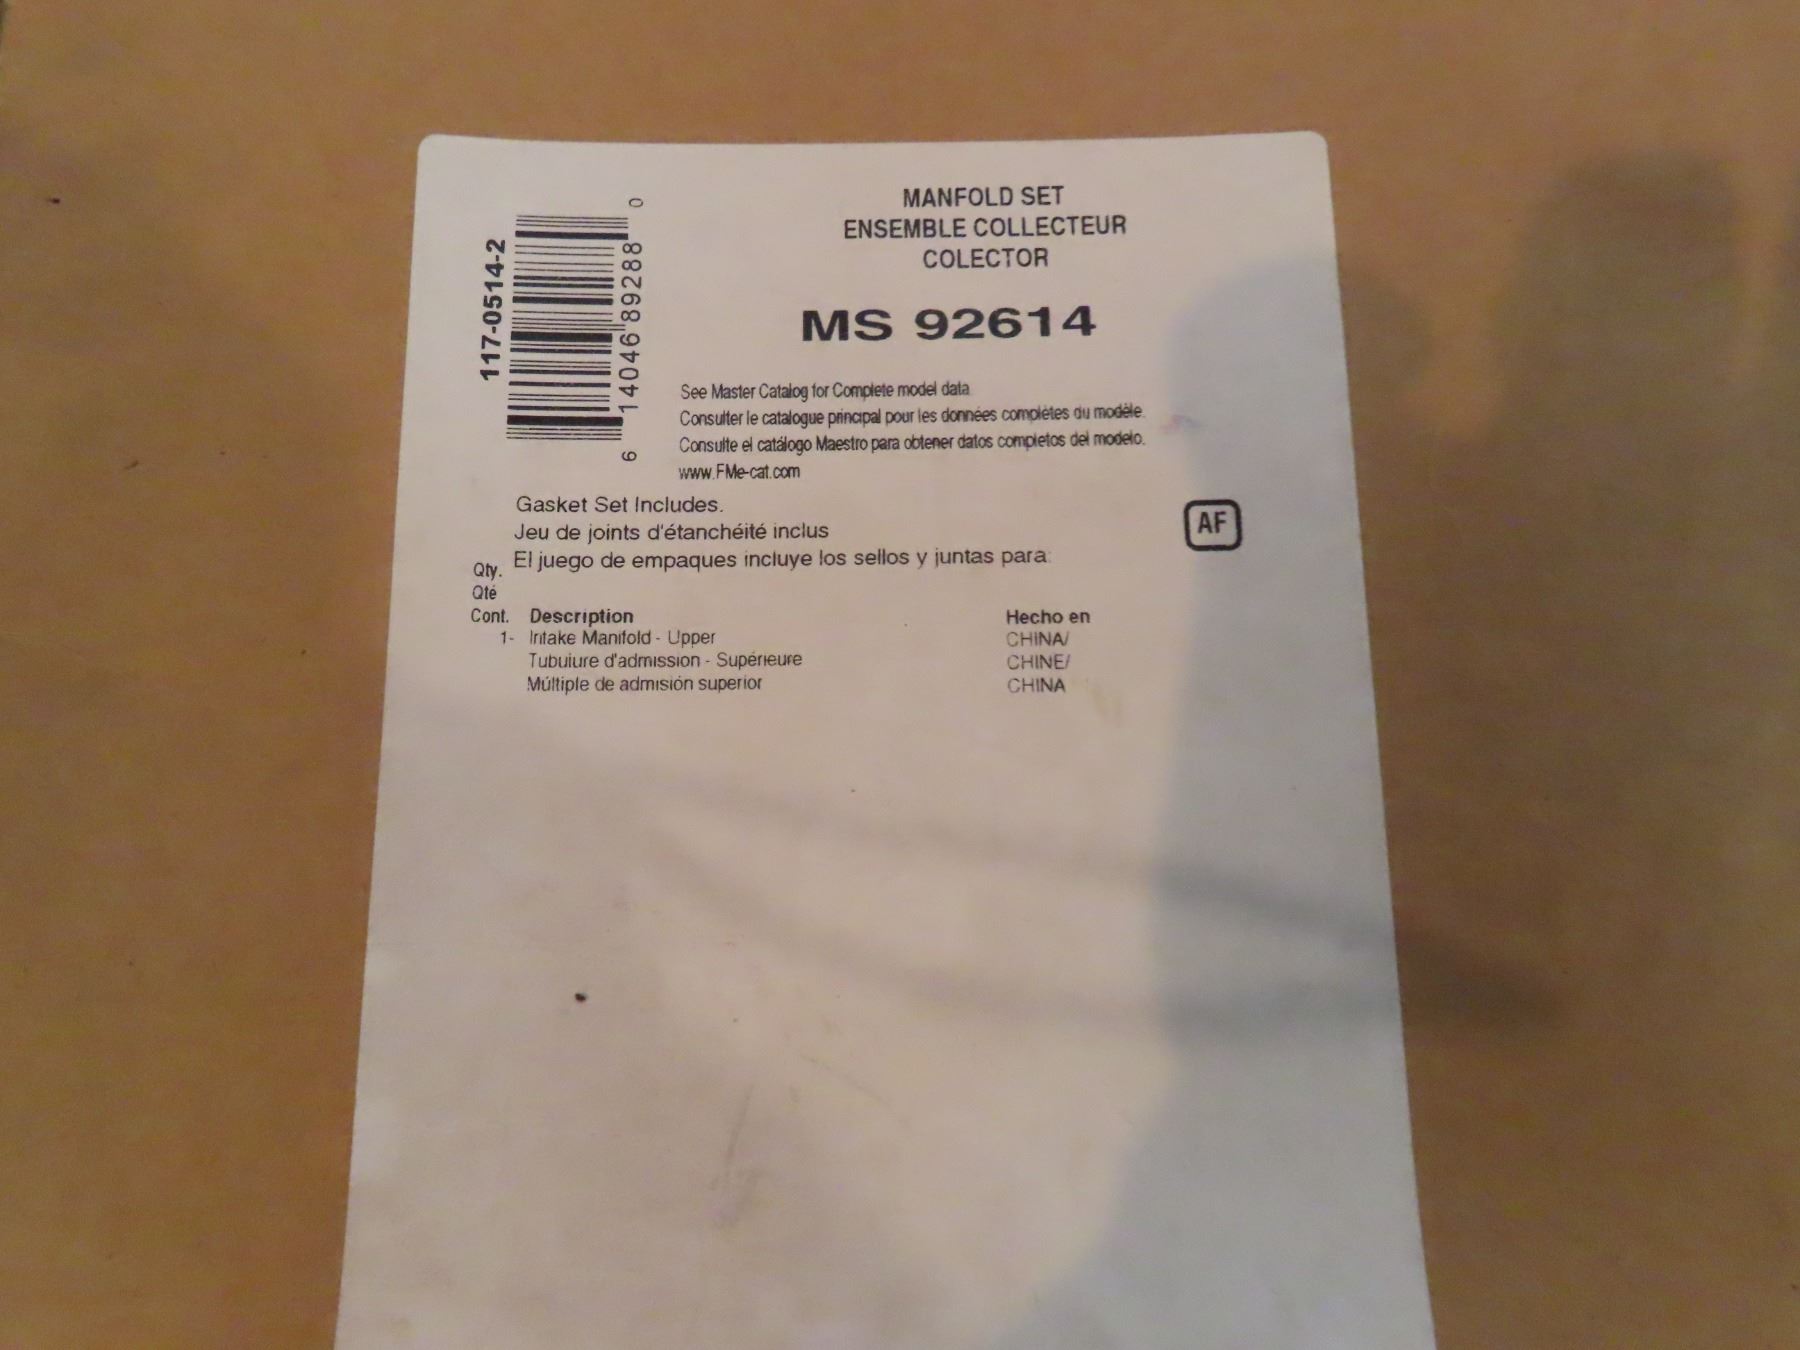 117-0514-2
6 14046 89288 0
MANFOLD SET
ENSEMBLE COLLECTEUR
COLECTOR
MS 92614
See Master Catalog for Complete model data
Consulter le catalogue principal pour les données complètes du modèle.
Consulte el catálogo Maestro para obtener datos completos del modelo.
www.FMe-cat.com
Gasket Set Includes.
Jeu de joints d'étanchéité inclus
El juego de empaques incluye los sellos y juntas para:
AF
Qty.
Qté
Cont. Description Hecho en
1- Intake Manifold - Upper CHINA/
Tubulure d'admission - Supérieure CHINE/
Múltiple de admisión superior CHINA